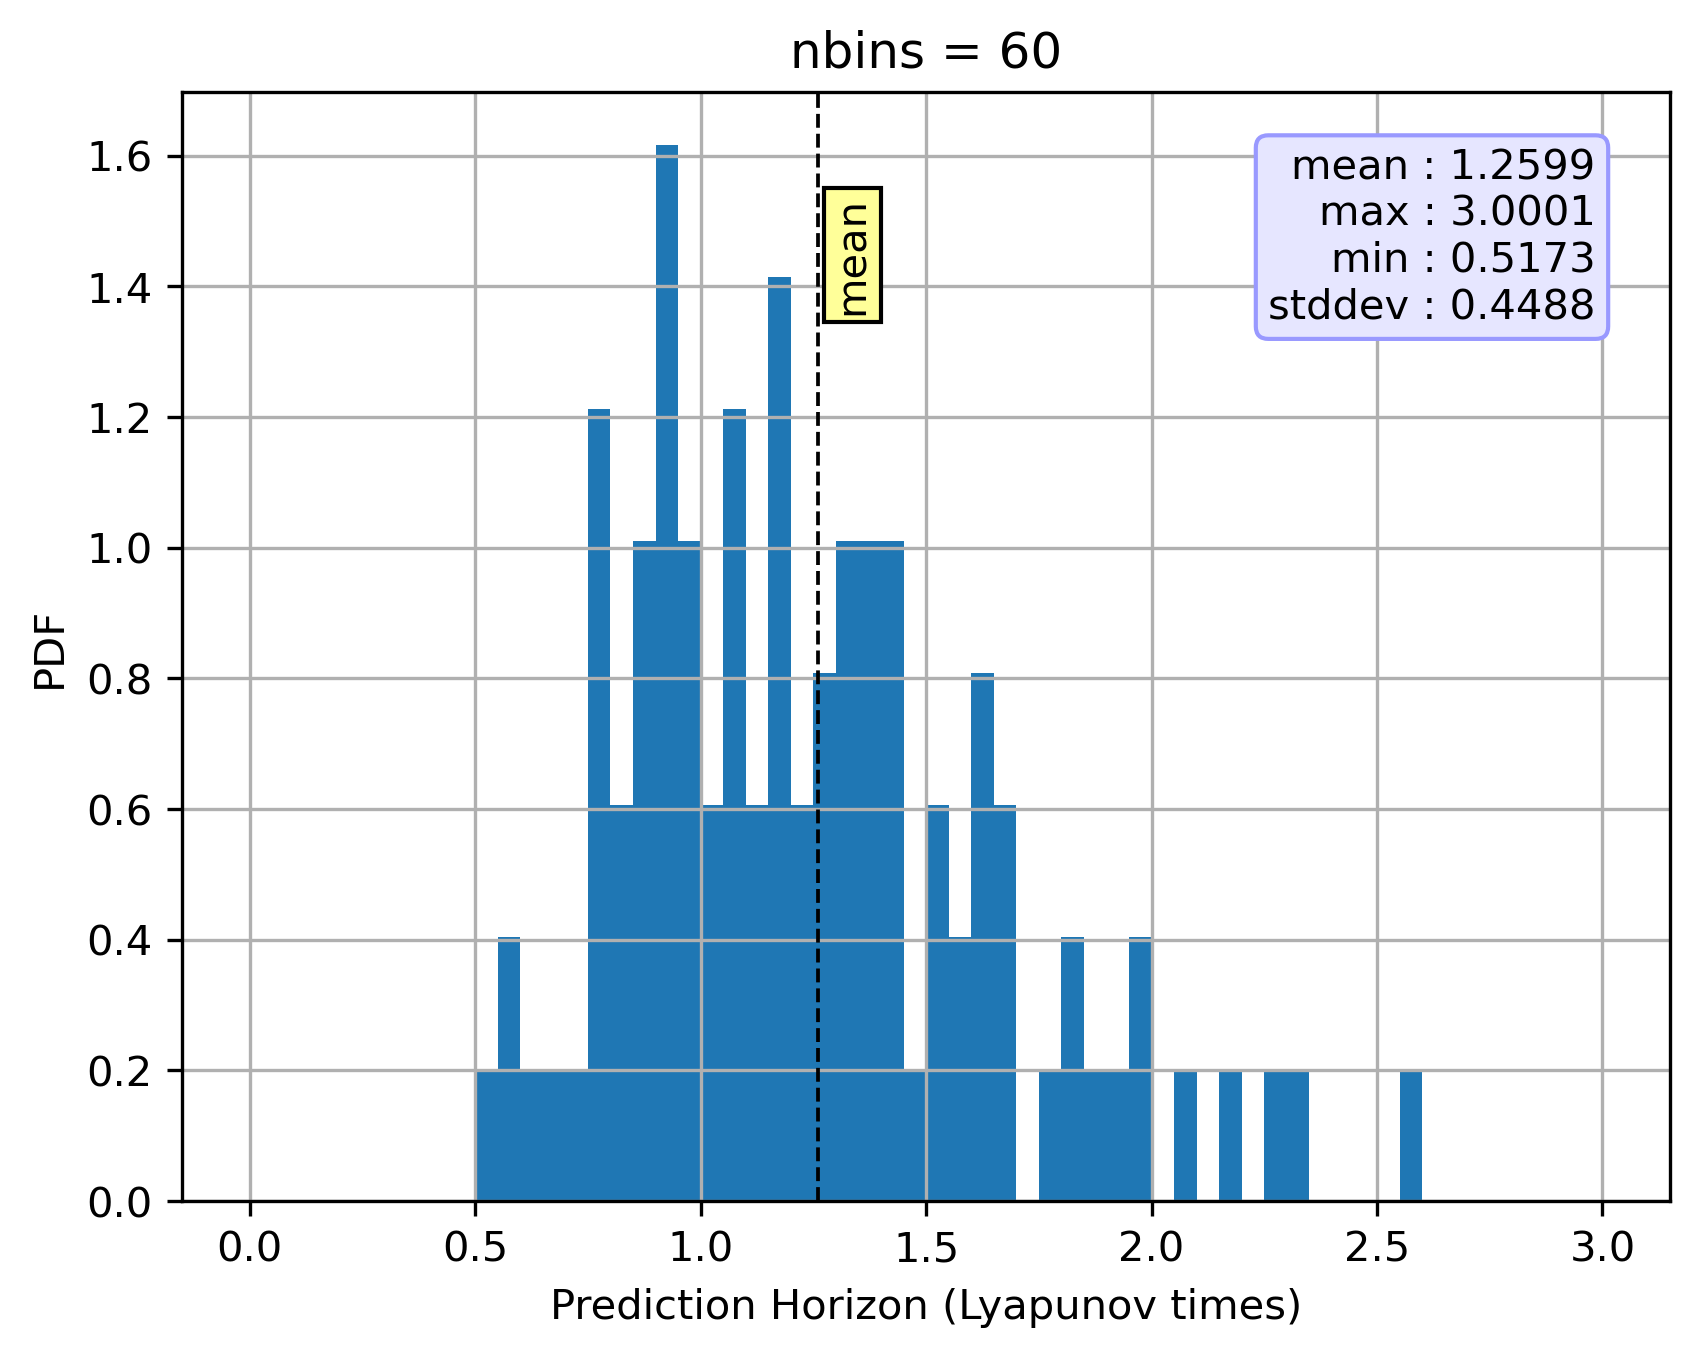 nbins = 60
1.6
1.4
1.2
1.0
0.8
0.6
0.4
0.2
0.0
PDF
mean
mean : 1.2599
max : 3.0001
min : 0.5173
stddev : 0.4488
0.0 0.5 1.0 1.5 2.0 2.5 3.0
Prediction Horizon (Lyapunov times)